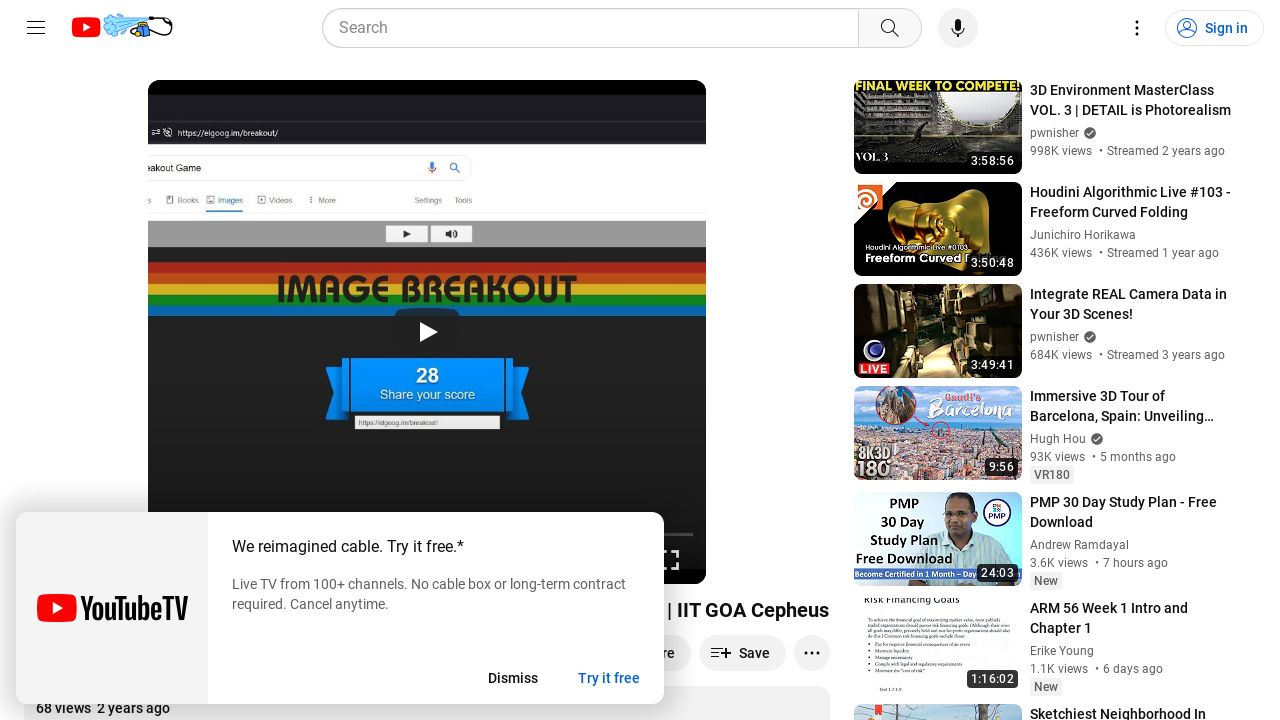 Search
Sign in
https://elgoog.im/breakout/
eakout Game
Books
Images
Videos
More
Settings
Tools
IMAGE BREAKOUT
28
Share your score
https://elgoog.im/breakout/
We reimagined cable. Try it free.*
Live TV from 100+ channels. No cable box or long-term contract
required. Cancel anytime.
YouTubeTV
Dismiss
Try it free
| IIT GOA Cepheus
re
Save
68 views 2 years ago
FINAL WEEK TO COMPETE!
VOL. 3
3:58:56
3D Environment MasterClass
VOL. 3 | DETAIL is Photorealism
pwnisher
998K views • Streamed 2 years ago
Houdini Algorithmic Live #0103
Freeform Curved
3:50:48
Houdini Algorithmic Live #103 -
Freeform Curved Folding
Junichiro Horikawa
436K views • Streamed 1 year ago
LIVE
3:49:41
Integrate REAL Camera Data in
Your 3D Scenes!
pwnisher
684K views • Streamed 3 years ago
Gaudi's
Barcelona
8K3D
180
9:56
Immersive 3D Tour of
Barcelona, Spain: Unveiling…
Hugh Hou
93K views • 5 months ago
VR180
PMP
30 Day
Study Plan
Free Download
PMP
Become Certified in 1 Month – Day
24:03
PMP 30 Day Study Plan - Free
Download
Andrew Ramdayal
3.6K views • 7 hours ago
New
Risk Financing Goals
1:16:02
ARM 56 Week 1 Intro and
Chapter 1
Erike Young
1.1K views • 6 days ago
New
Sketchiest Neighborhood In